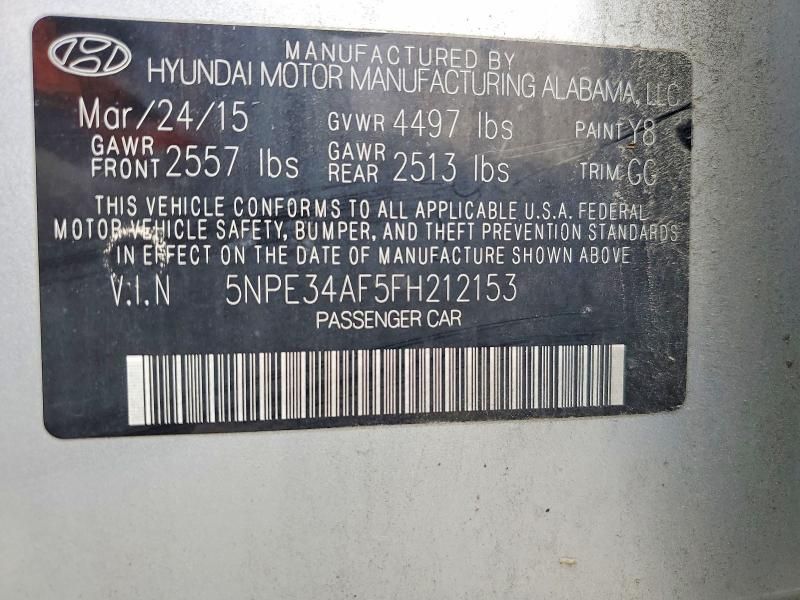 MANUFACTURED BY
HYUNDAI MOTOR MANUFACTURING ALABAMA, LLC
Mar/24/15 GVWR 4497 lbs PAINT Y8
GAWR FRONT 2557 lbs GAWR REAR 2513 lbs TRIM GG
THIS VEHICLE CONFORMS TO ALL APPLICABLE U.S.A. FEDERAL
MOTOR VEHICLE SAFETY, BUMPER, AND THEFT PREVENTION STANDARDS
IN EFFECT ON THE DATE OF MANUFACTURE SHOWN ABOVE
V.I.N 5NPE34AF5FH212153
PASSENGER CAR